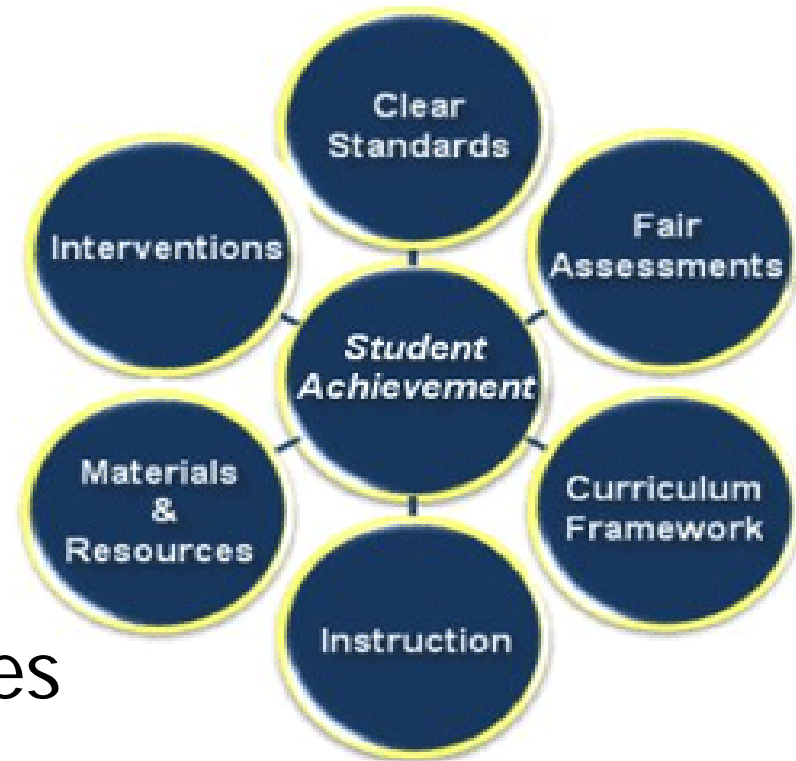 Clear
Standards
Fair
Assessments
Interventions
Student
Achievement
Materials
&
Resources
Curriculum
Framework
Instruction
es